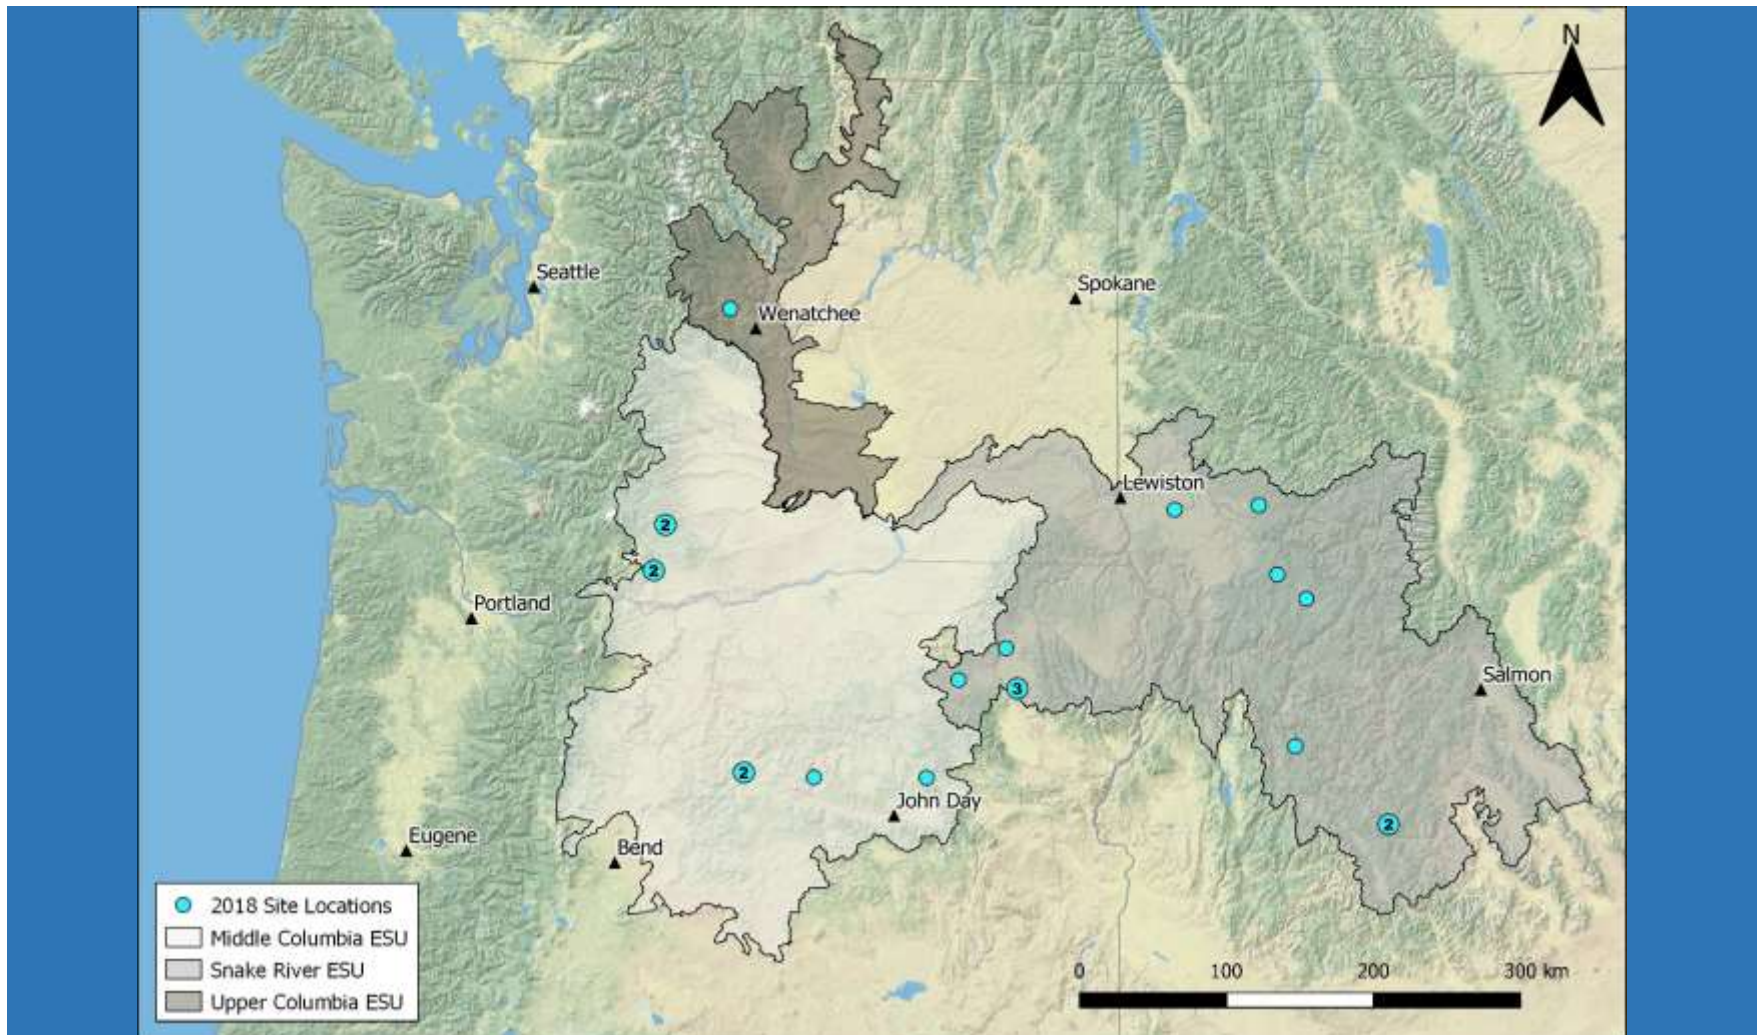 N
Seattle
Spokane
Wenatchee
Lewiston
2
2
Portland
Salmon
3
2
John Day
2
Eugene
Bend
2018 Site Locations
Middle Columbia ESU
Snake River ESU
Upper Columbia ESU
0 100 200 300 km